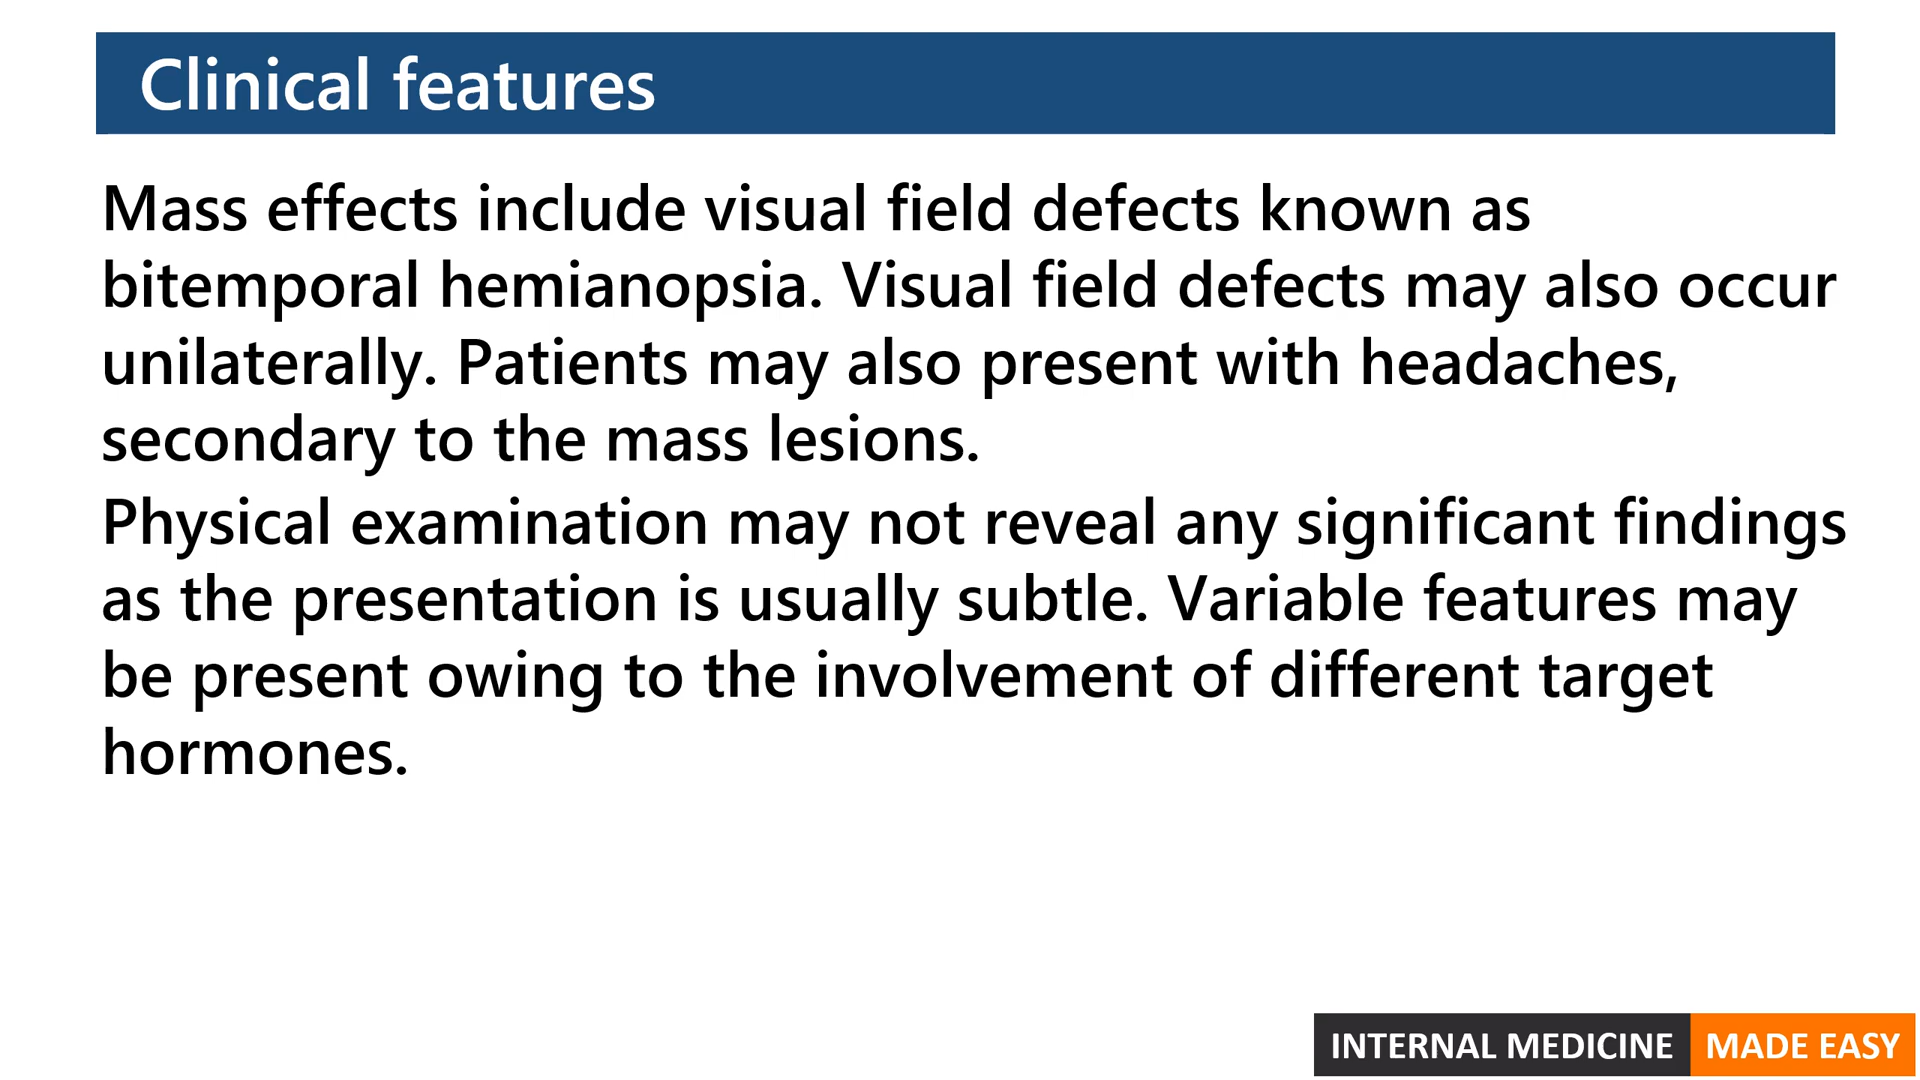 Clinical features
Mass effects include visual field defects known as
bitemporal hemianopsia. Visual field defects may also occur
unilaterally. Patients may also present with headaches,
secondary to the mass lesions.
Physical examination may not reveal any significant findings
as the presentation is usually subtle. Variable features may
be present owing to the involvement of different target
hormones.
INTERNAL MEDICINE MADE EASY